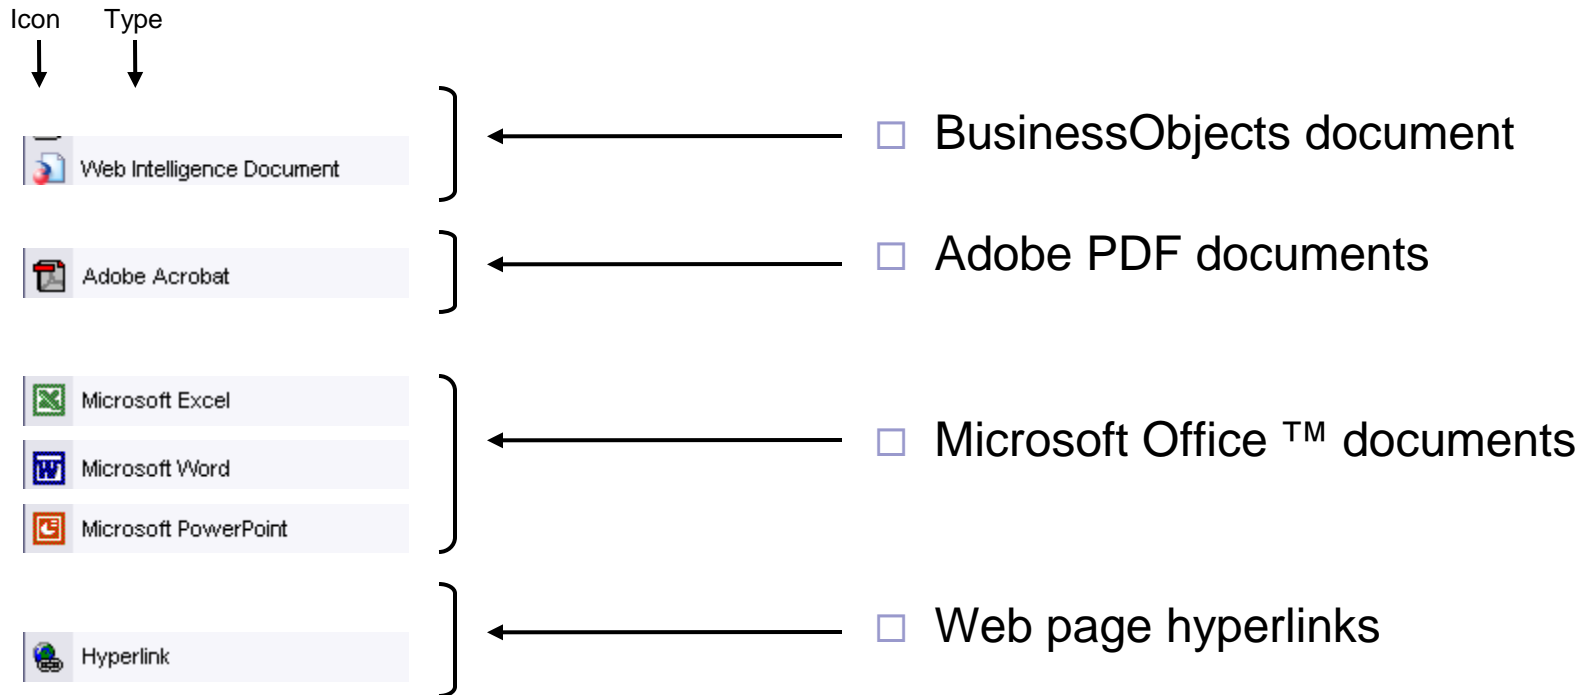 Icon Type
BusinessObjects document
Web Intelligence Document
Adobe PDF documents
Adobe Acrobat
Microsoft Excel
Microsoft Office ™ documents
Microsoft Word
Microsoft PowerPoint
Web page hyperlinks
Hyperlink